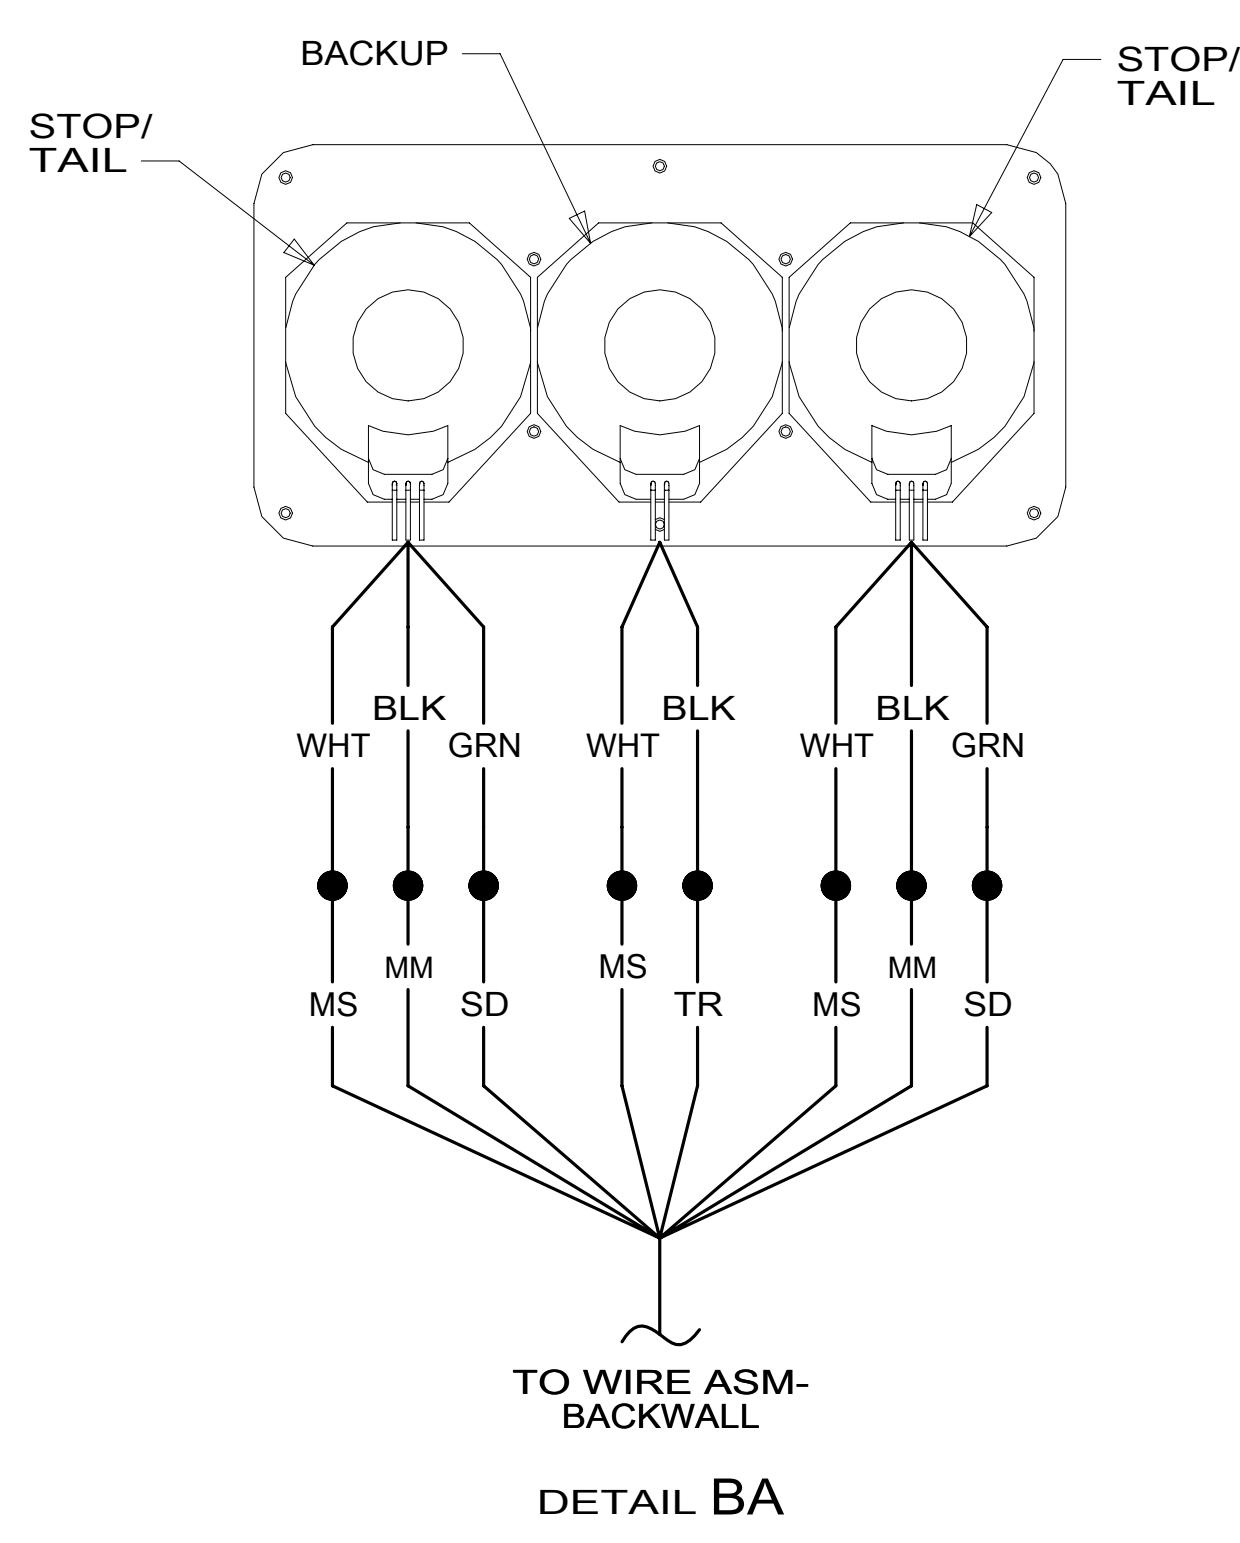 BACKUP
STOP/
TAIL
STOP/
TAIL
BLK
BLK
BLK
WHT
GRN
WHT
WHT
GRN
MM
MS
MM
MS
SD
TR
MS
SD
TO WIRE ASM-
BACKWALL
DETAIL BA